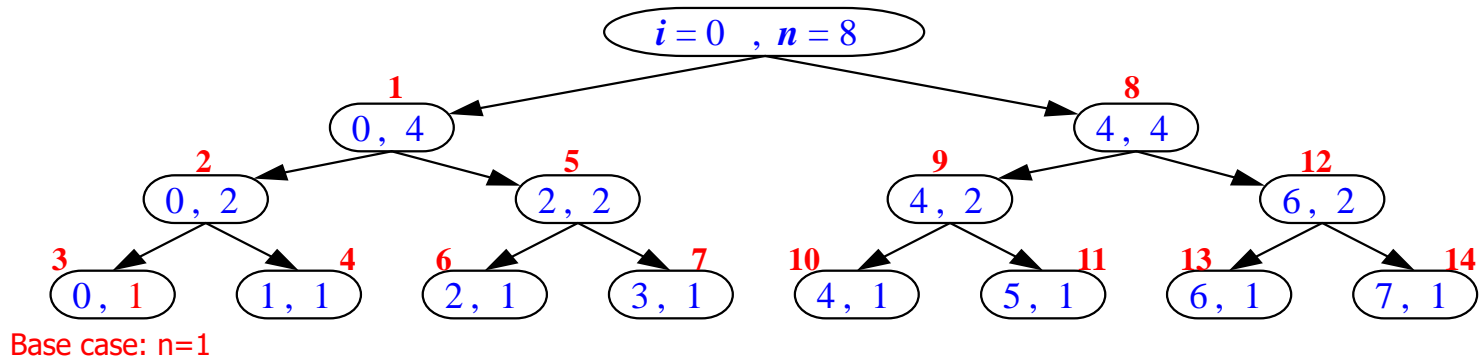 i = 0 , n = 8
1 8
0 , 4 4 , 4
2 5 9 12
0 , 2 2 , 2 4 , 2 6 , 2
3 4 6 7 10 11 13 14
0 , 1 1 , 1 2 , 1 3 , 1 4 , 1 5 , 1 6 , 1 7 , 1
Base case: n=1